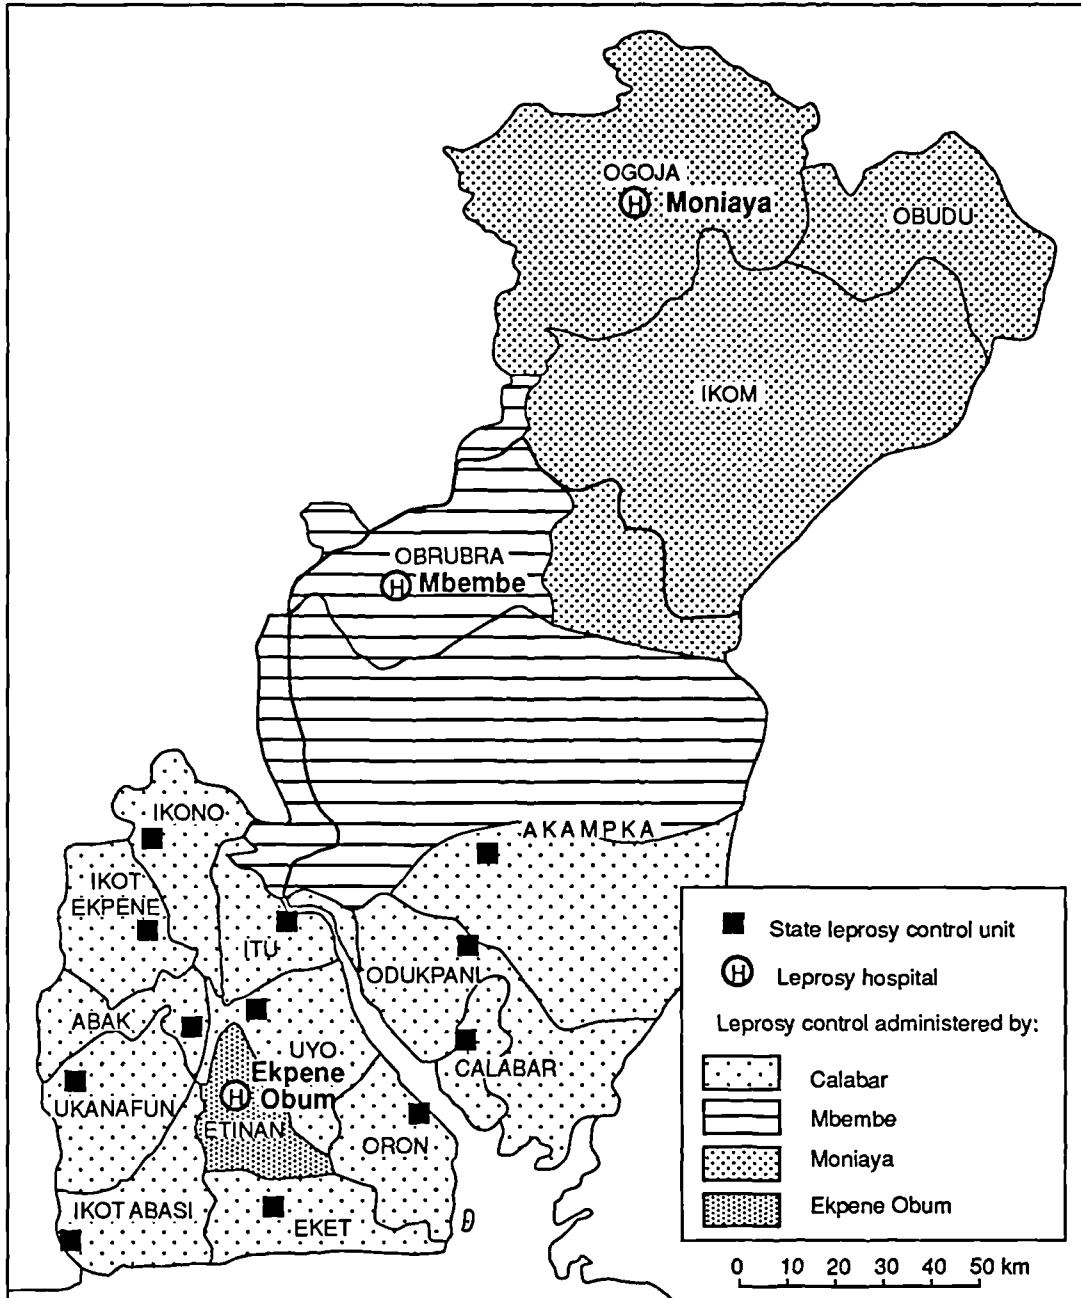 OGOJA
H Moniaya
OBUDU
IKOM
OBRUBRA
H Mbembe
IKONO
AKAMPKA
IKOT
EKPENE
ITU
ODUKPANI
ABAK
UYO
CALABAR
Ekpene
H Obum
UKANAFUN
ETINAN
ORON
IKOT ABASI
EKET
State leprosy control unit
H Leprosy hospital
Leprosy control administered by:
Calabar
Mbembe
Moniaya
Ekpene Obum
0 10 20 30 40 50 km